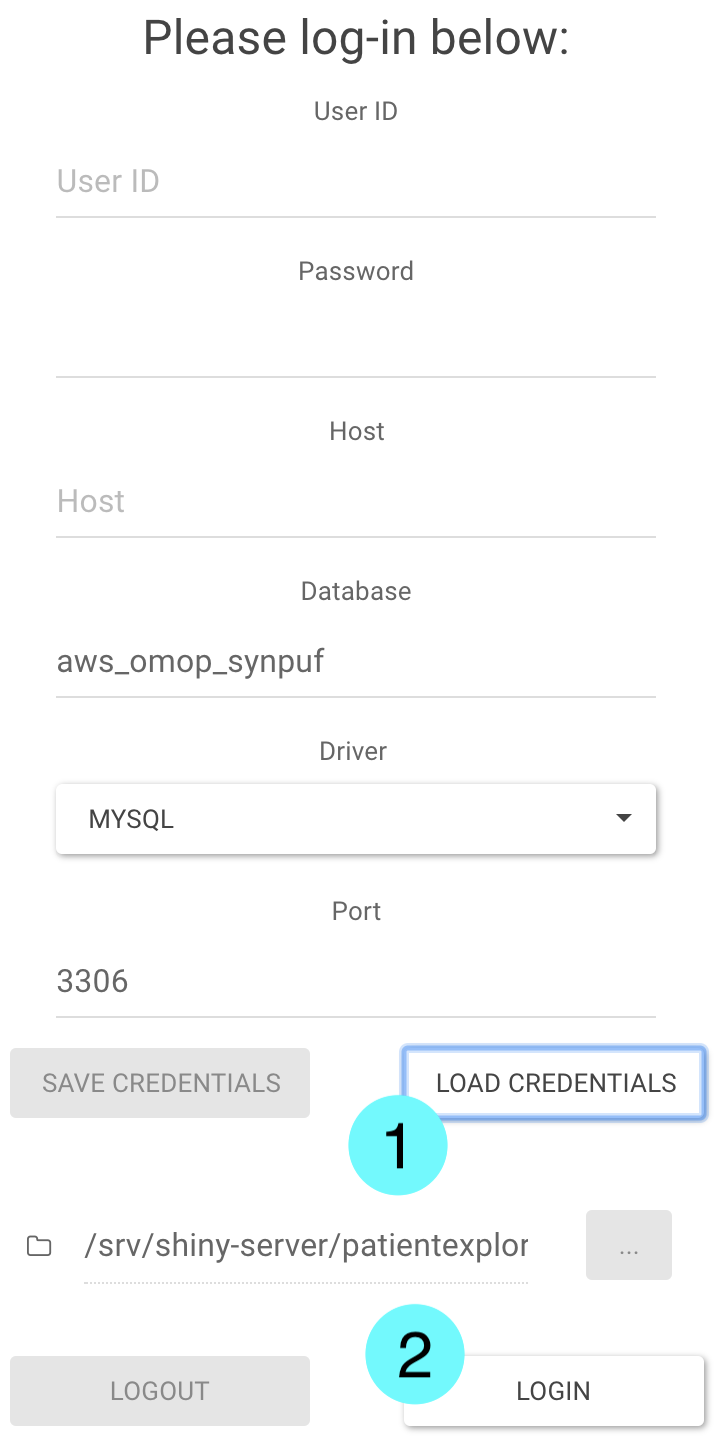 Please log-in below:
User ID
User ID
Password
Host
Host
Database
aws_omop_synpuf
Driver
MYSQL
Port
3306
SAVE CREDENTIALS
LOAD CREDENTIALS
1
/srv/shiny-server/patientexplor
...
2
LOGOUT
LOGIN